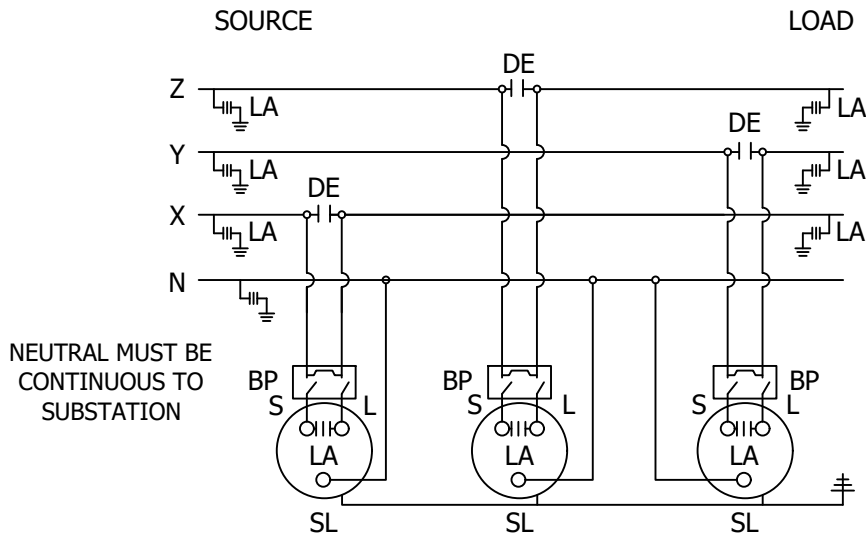 SOURCE LOAD
DE
Z LA LA
DE
Y LA LA
DE
X LA LA
N
NEUTRAL MUST BE
CONTINUOUS TO
SUBSTATION
BP BP BP
S L S L S L
LA LA LA
SL SL SL